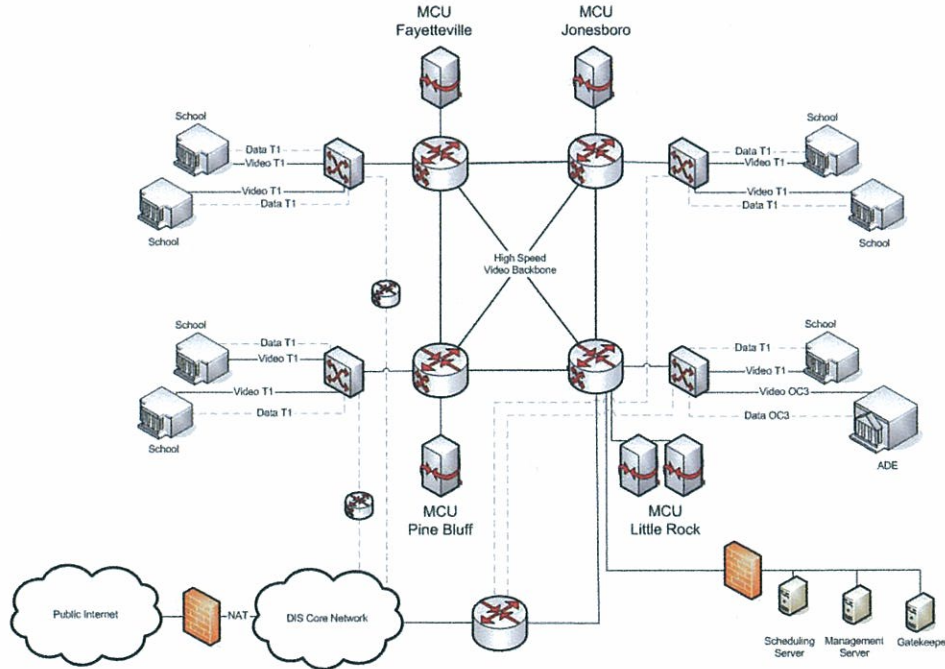 MCU
Fayetteville
MCU
Jonesboro
School
Data T1
Video T1
Video T1
Data T1
School
School
Data T1
Video T1
Video T1
Data T1
School
High Speed
Video Backbone
School
Data T1
Video T1
Video T1
Data T1
School
School
Data T1
Video T1
Video OC3
Data OC3
ADE
MCU
Pine Bluff
MCU
Little Rock
Public Internet
NAT
DIS Core Network
Scheduling
Server
Management
Server
Gatekeepe